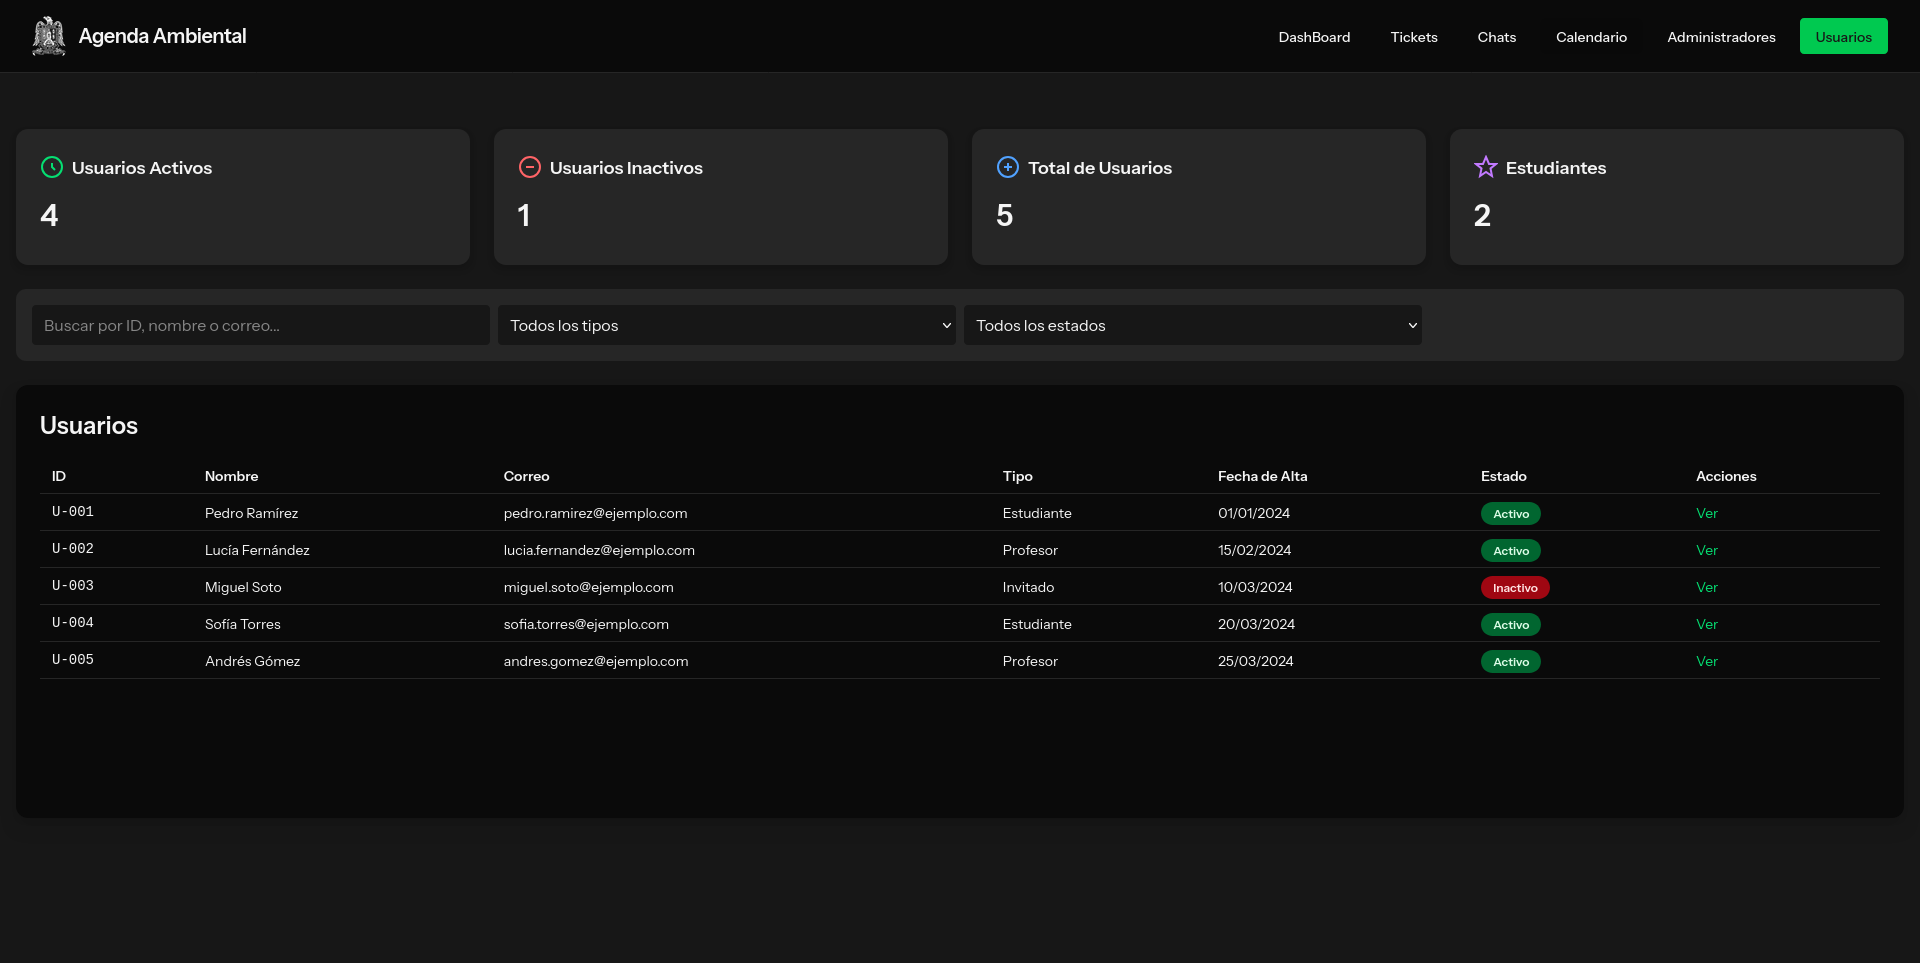 Agenda Ambiental DashBoard Tickets Chats Calendario Administradores Usuarios
Usuarios Activos Usuarios Inactivos Total de Usuarios Estudiantes
4 1 5 2
Buscar por ID, nombre o correo... Todos los tipos Todos los estados
Usuarios
ID Nombre Correo Tipo Fecha de Alta Estado Acciones
U-001 Pedro Ramírez pedro.ramirez@ejemplo.com Estudiante 01/01/2024 Activo Ver
U-002 Lucía Fernández lucia.fernandez@ejemplo.com Profesor 15/02/2024 Activo Ver
U-003 Miguel Soto miguel.soto@ejemplo.com Invitado 10/03/2024 Inactivo Ver
U-004 Sofía Torres sofia.torres@ejemplo.com Estudiante 20/03/2024 Activo Ver
U-005 Andrés Gómez andres.gomez@ejemplo.com Profesor 25/03/2024 Activo Ver